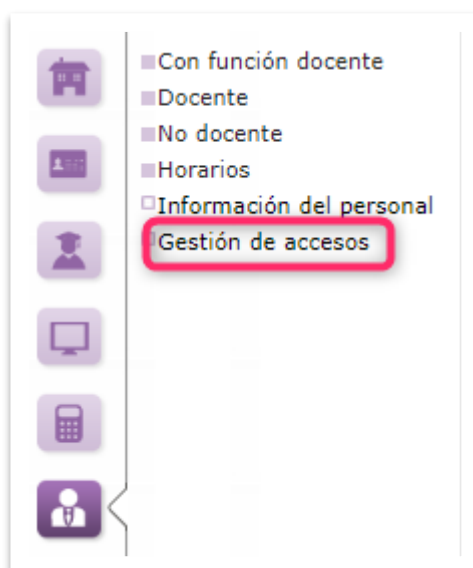 Con función docente
Docente
No docente
Horarios
Información del personal
Gestión de accesos